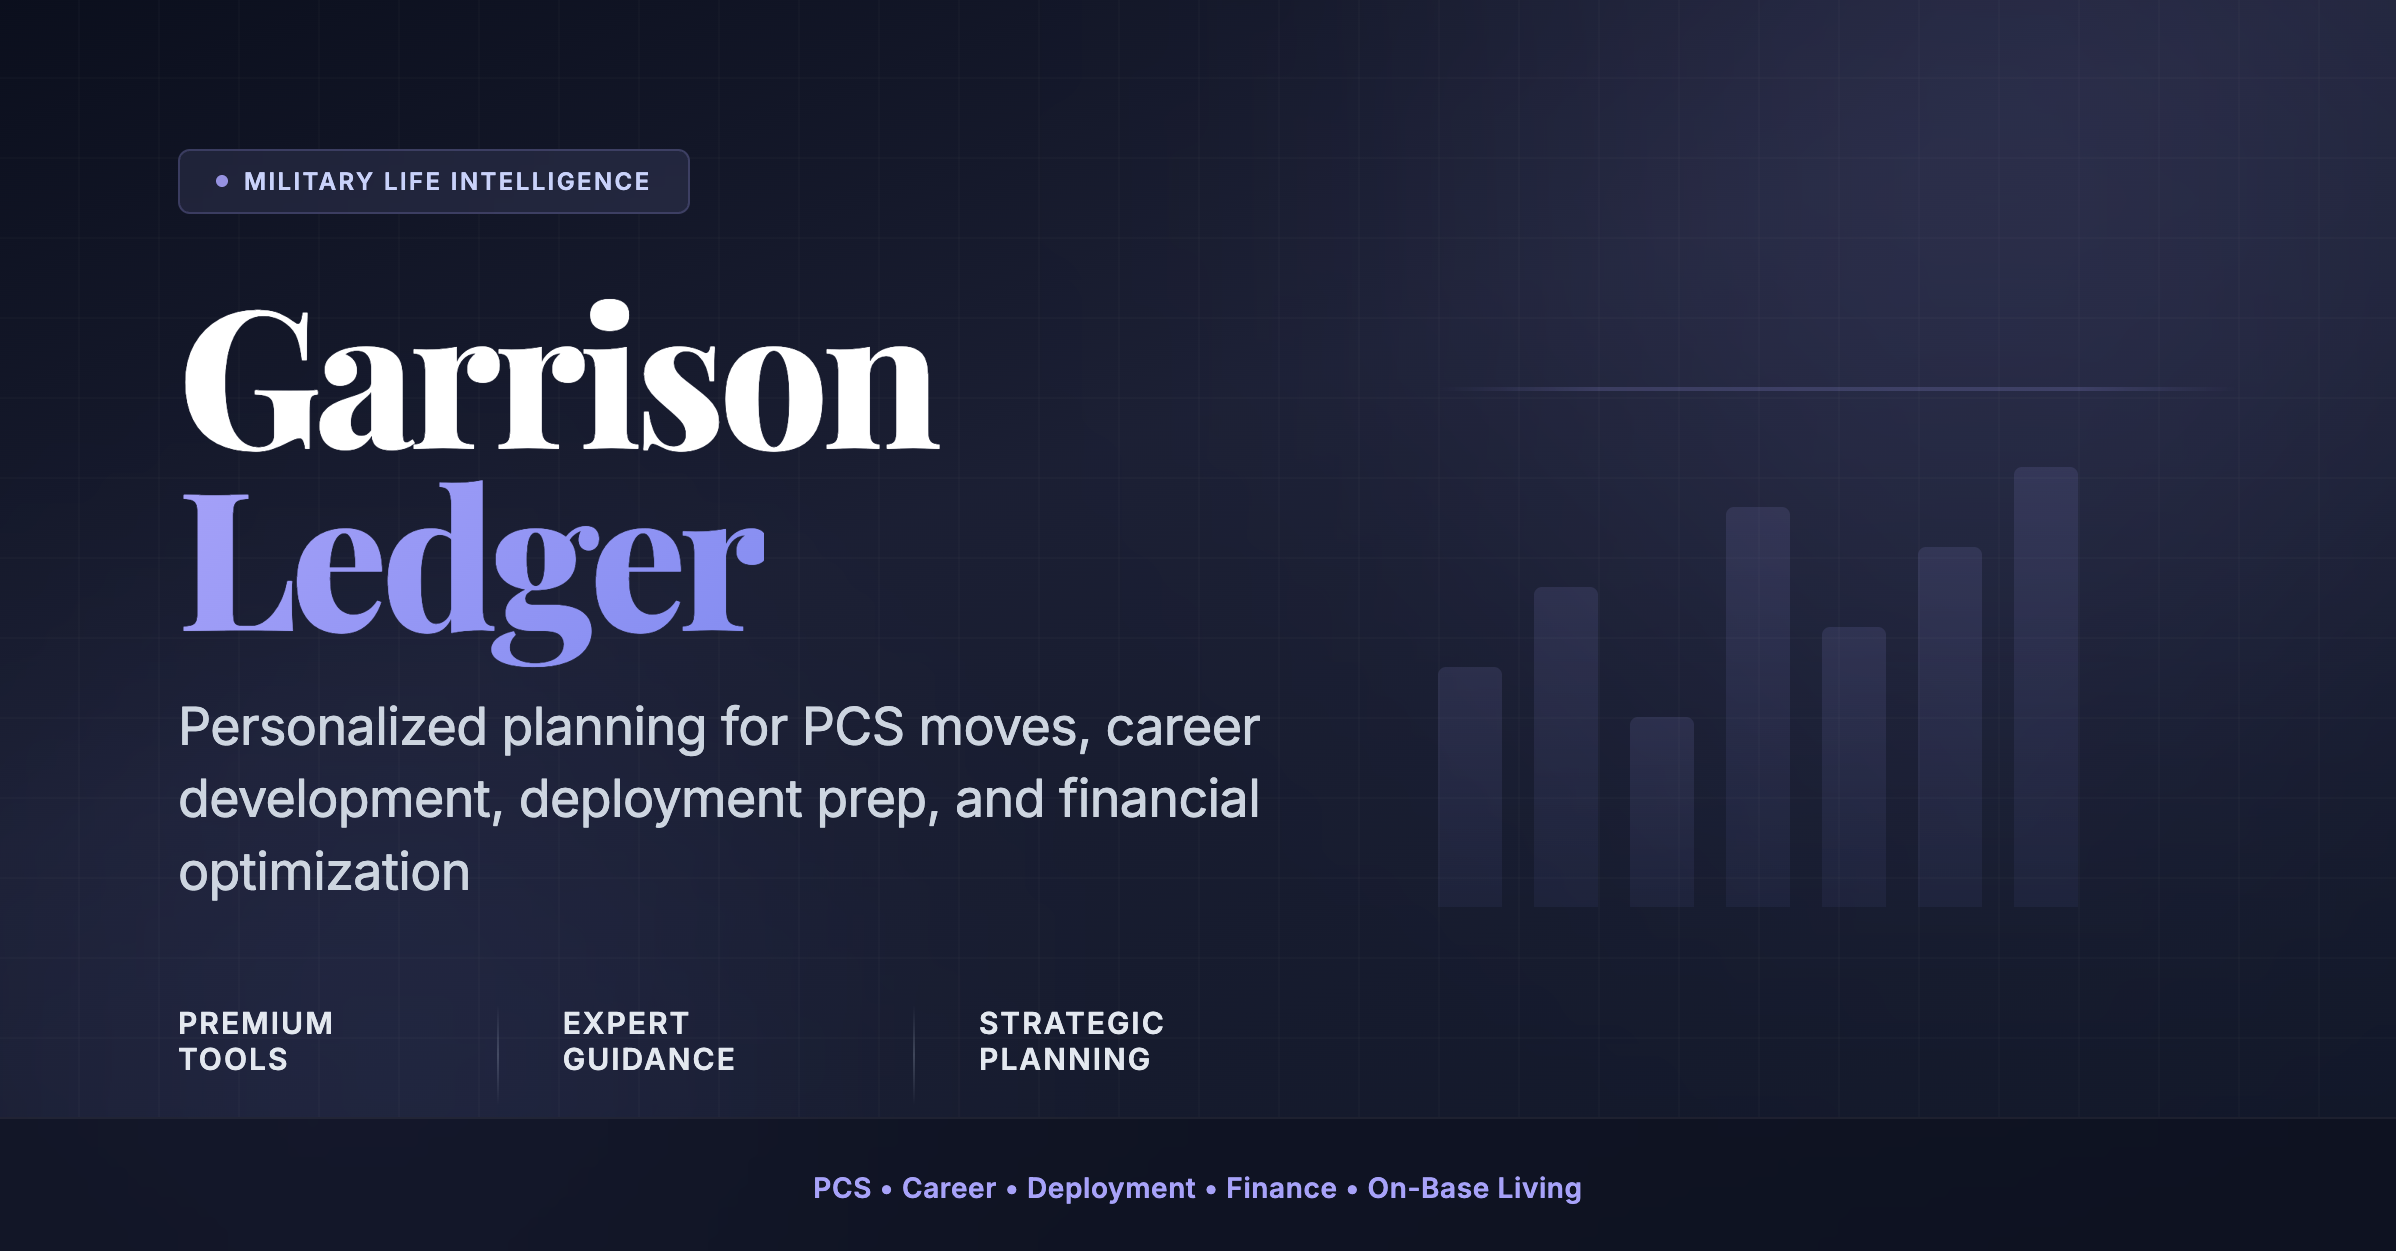 MILITARY LIFE INTELLIGENCE
Garrison
Ledger
Personalized planning for PCS moves, career
development, deployment prep, and financial
optimization
PREMIUM
TOOLS
EXPERT
GUIDANCE
STRATEGIC
PLANNING
PCS • Career • Deployment • Finance • On-Base Living